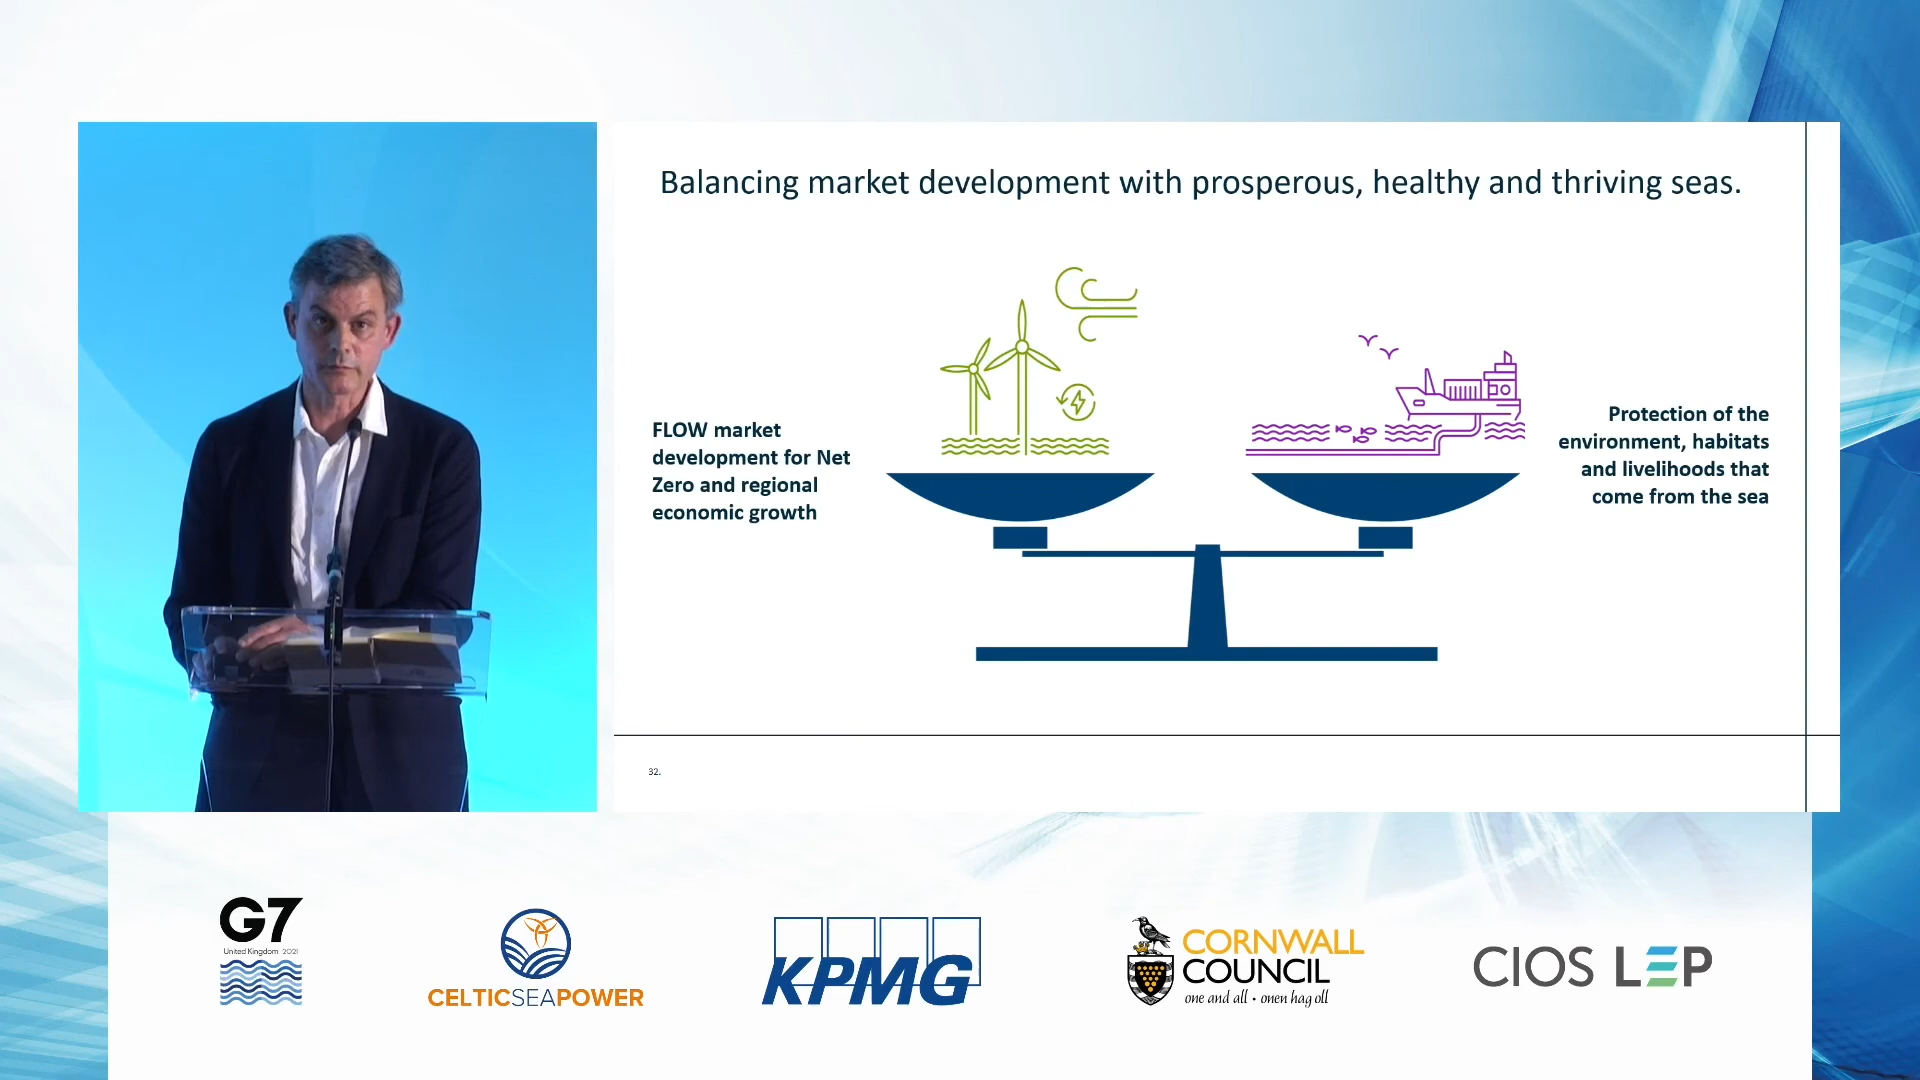 Balancing market development with prosperous, healthy and thriving seas.
FLOW market
development for Net
Zero and regional
economic growth
Protection of the
environment, habitats
and livelihoods that
come from the sea
32.
G7
United Kingdom 2021
CELTICSEAPOWER
KPMG
CORNWALL
COUNCIL
one and all • onen hag oll
CIOS LEP